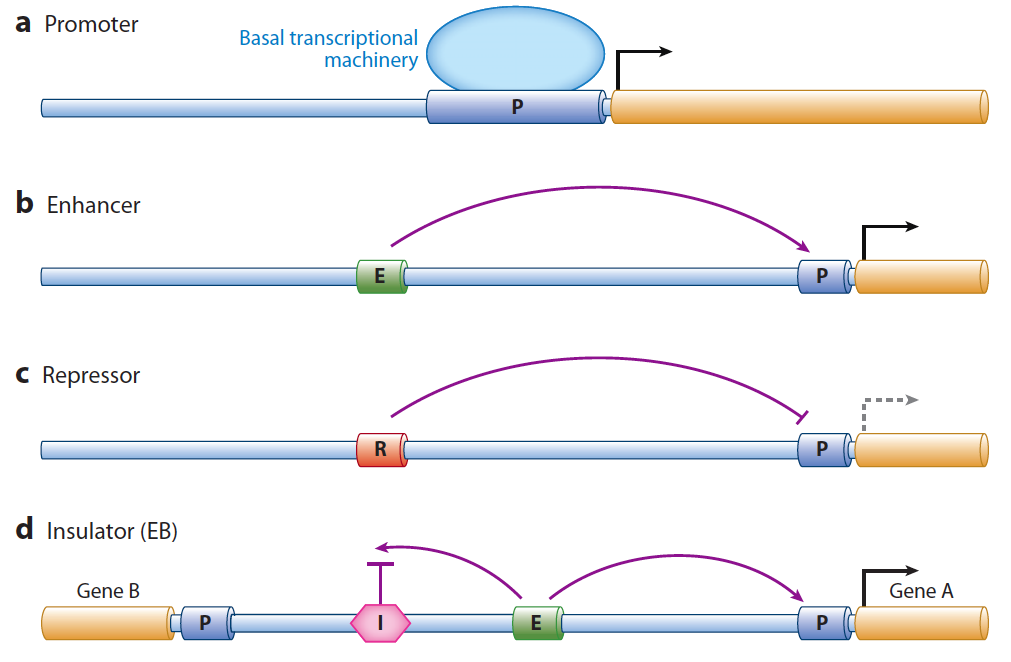 a Promoter
Basal transcriptional
machinery
P
b Enhancer
E
P
c Repressor
R
P
d Insulator (EB)
Gene B
Gene A
P
I
E
P